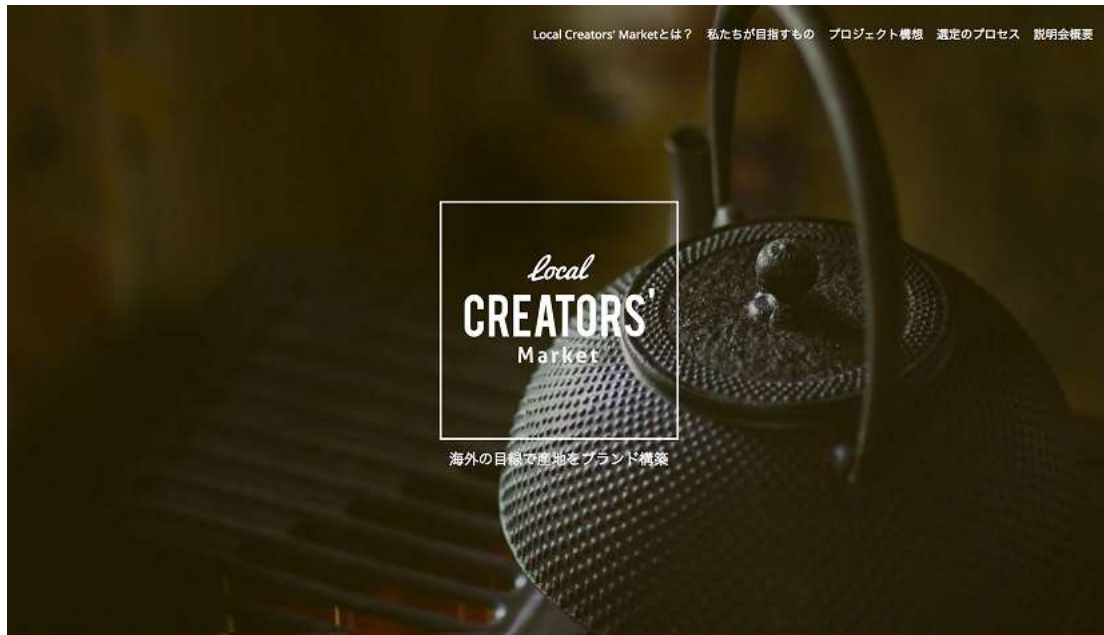 Local Creators' Marketとは？ 私たちが目指すもの プロジェクト構想 選定のプロセス 説明会概要
Local
CREATORS'
Market
海外の目線で産地をブランド構築